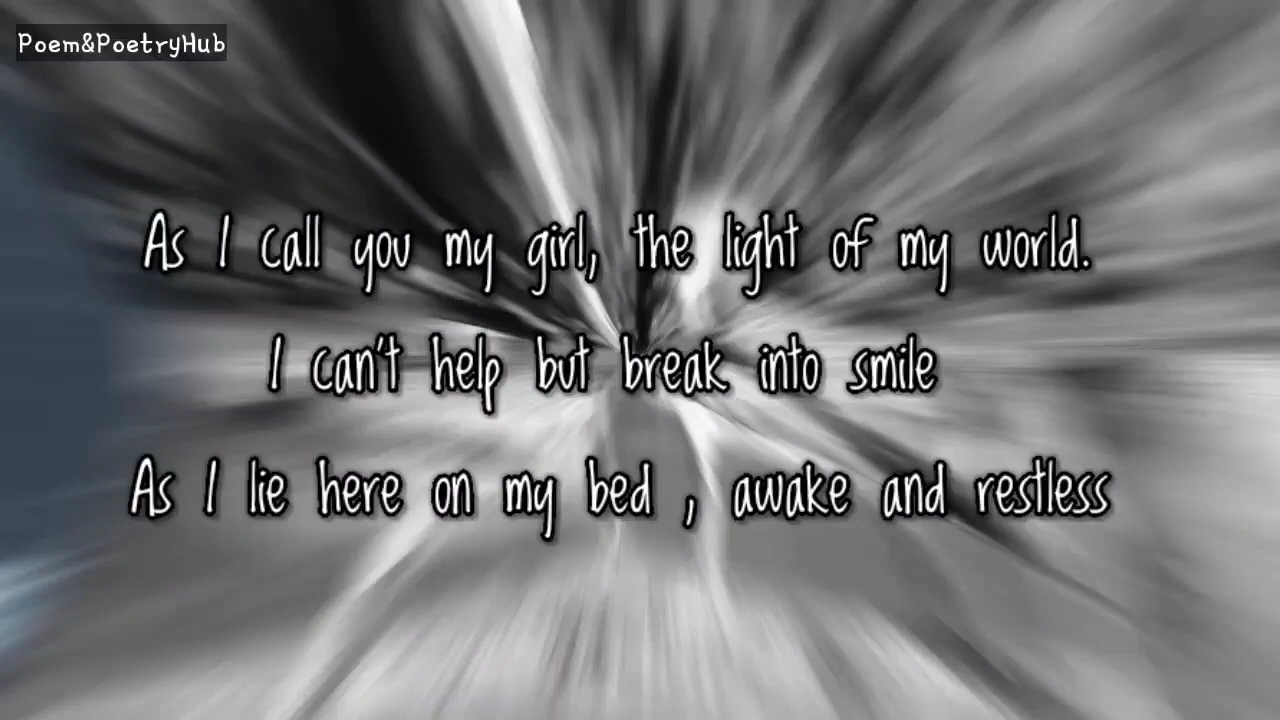 Poem&PoetryHub
As I call you my girl, the light of my world.
I can't help but break into smile
As I lie here on my bed , awake and restless